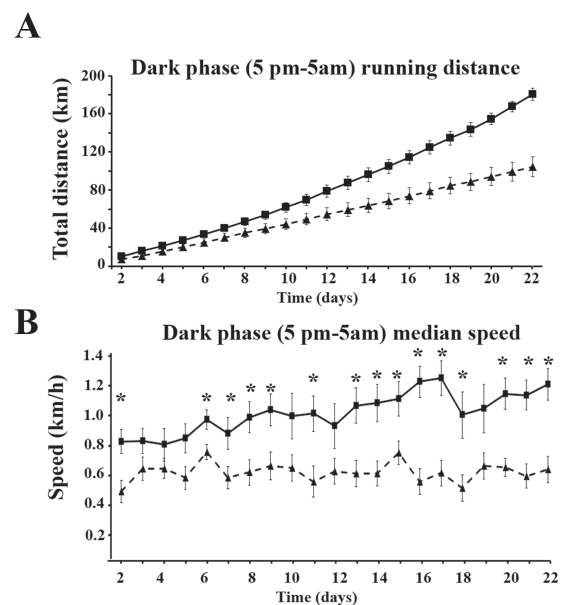 A
Dark phase (5 pm-5am) running distance
Total distance (km)
200
160
120
80
40
0
2 4 6 8 10 12 14 16 18 20 22
Time (days)
B
Dark phase (5 pm-5am) median speed
Speed (km/h)
1.4
1.2
1.0
0.8
0.6
0.4
0.2
* * * * * * * * * * * * * * *
2 4 6 8 10 12 14 16 18 20 22
Time (days)